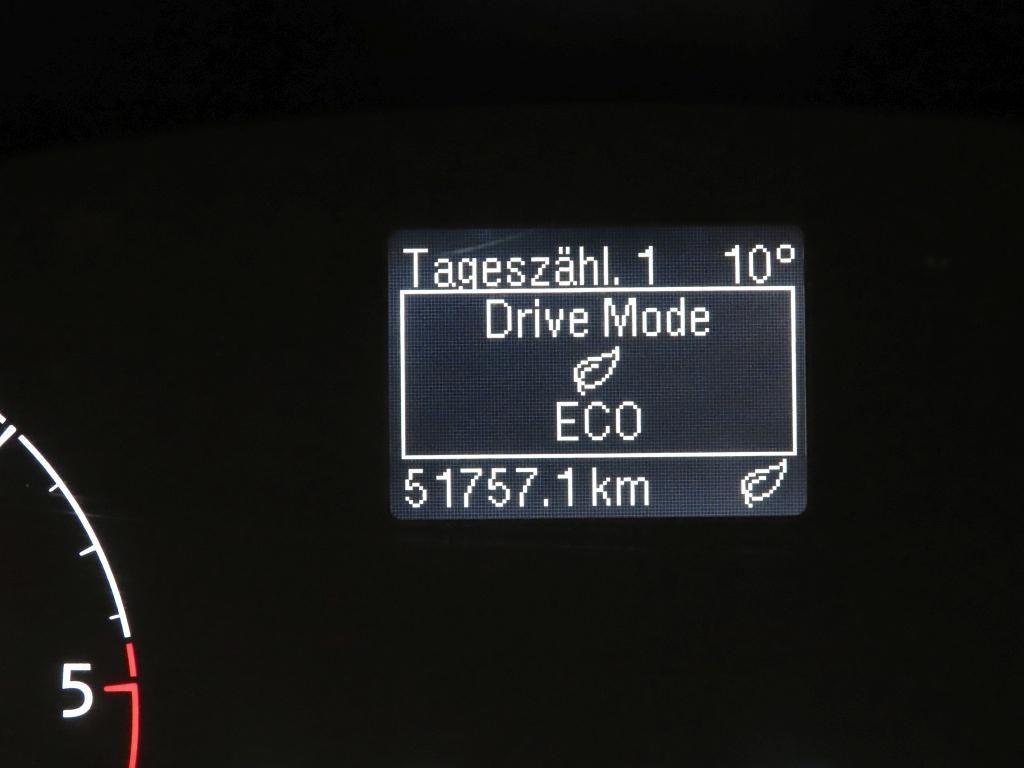 Tageszähl. 1 10°
Drive Mode
ECO
51757.1 km
5